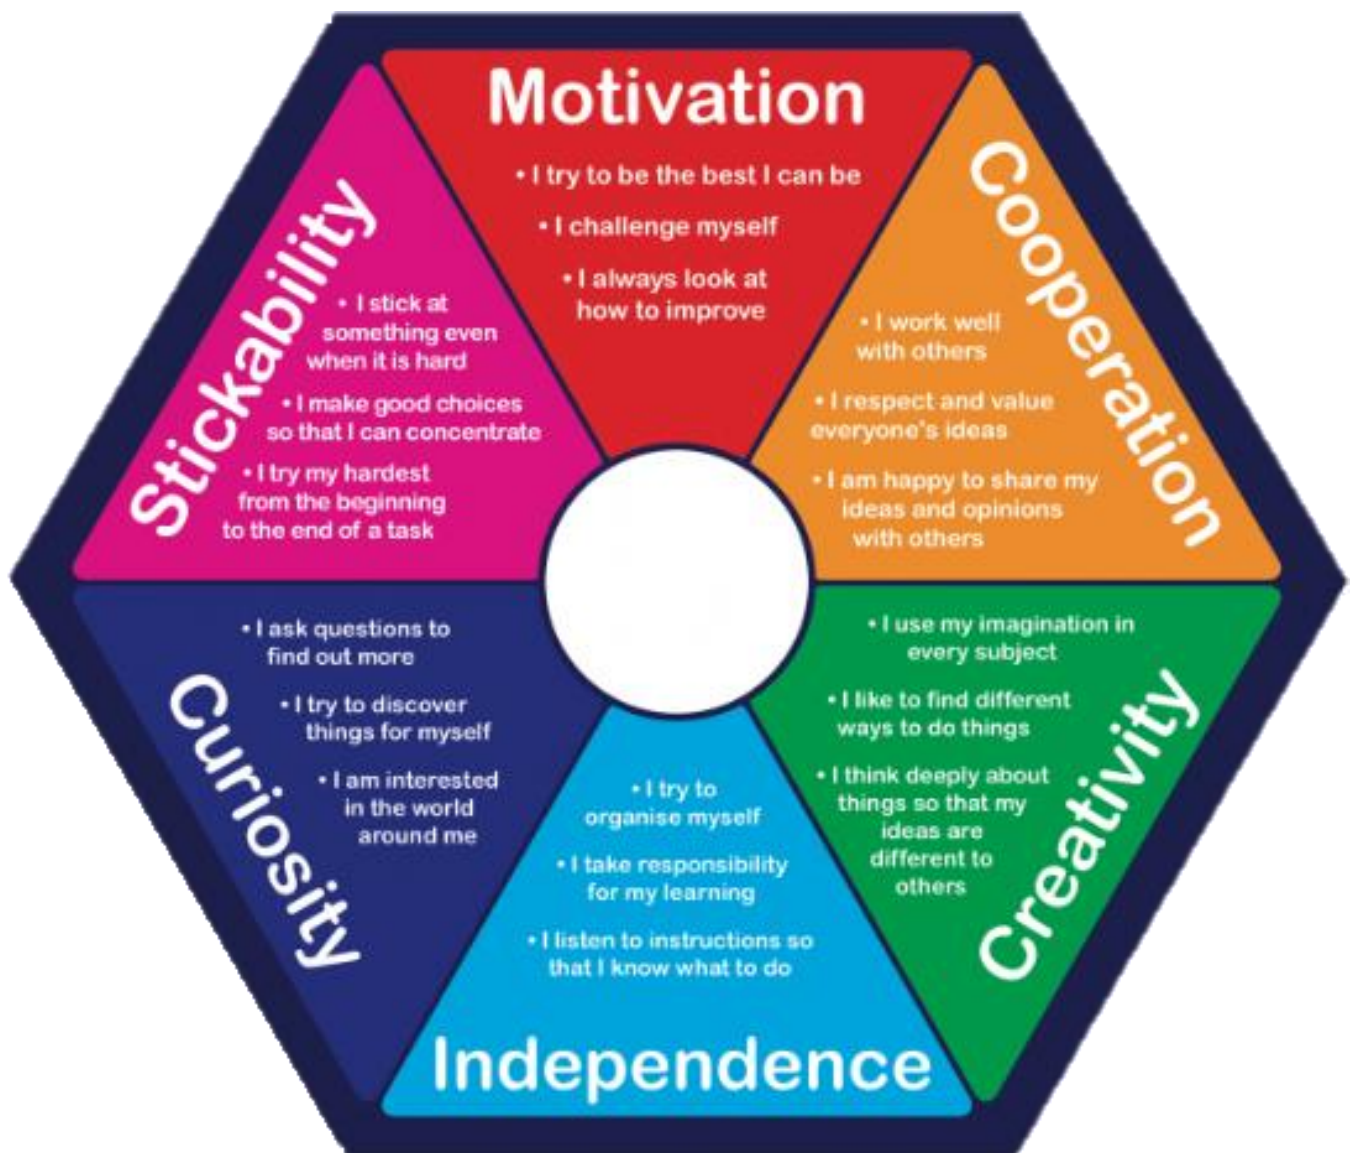 Motivation
• I try to be the best I can be
• I challenge myself
• I always look at
how to improve
Cooperation
• I work well
with others
• I respect and value
everyone's ideas
• I am happy to share my
ideas and opinions
with others
Creativity
• I use my imagination in
every subject
• I like to find different
ways to do things
• I think deeply about
things so that my
ideas are
different to
others
Independence
• I try to
organise myself
• I take responsibility
for my learning
• I listen to instructions so
that I know what to do
Curiosity
• I ask questions to
find out more
• I try to discover
things for myself
• I am interested
in the world
around me
Stickability
• I stick at
something even
when it is hard
• I make good choices
so that I can concentrate
• I try my hardest
from the beginning
to the end of a task